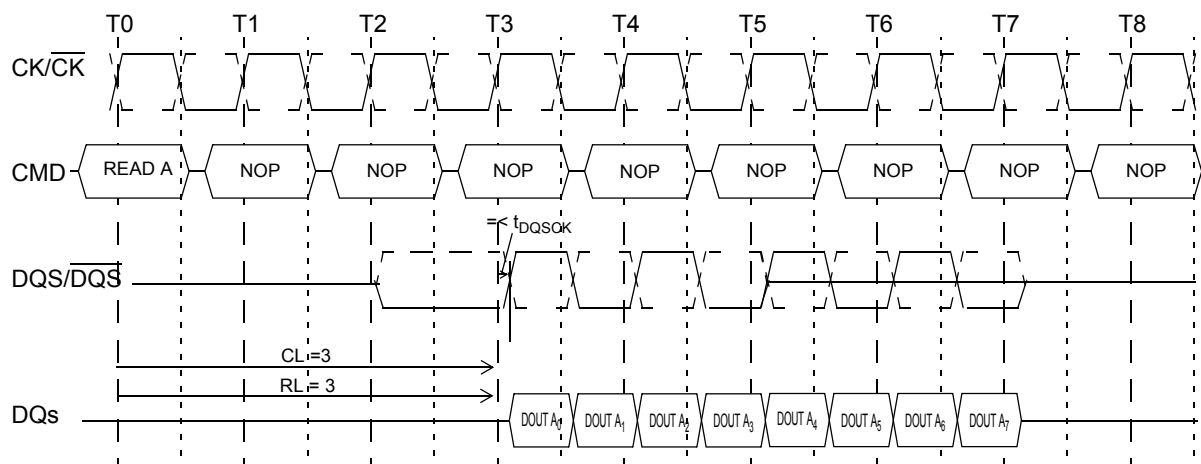 T0 T1 T2 T3 T4 T5 T6 T7 T8
CK/CK
CMD READ A NOP NOP NOP NOP NOP NOP NOP NOP
=< tDQSCK
DQS/DQS
CL =3
RL = 3
DQs DOUT A0 DOUT A1 DOUT A2 DOUT A3 DOUT A4 DOUT A5 DOUT A6 DOUT A7